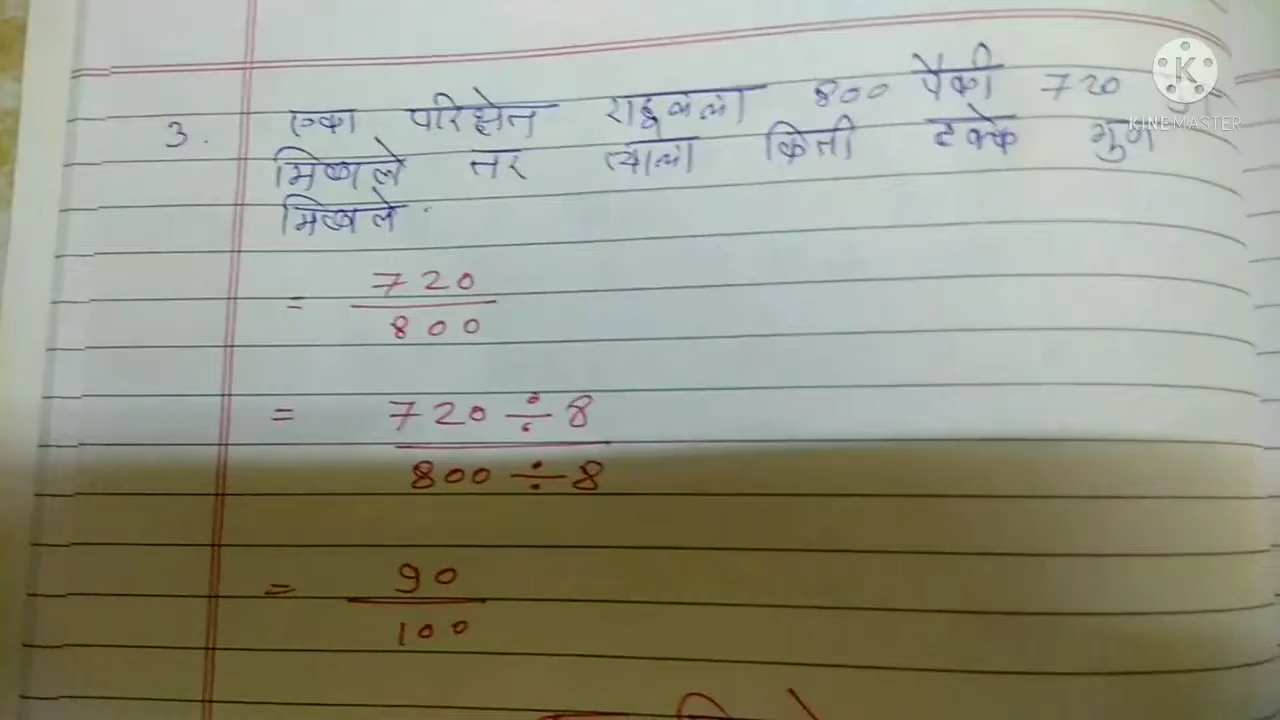 3. एका परिक्षेत राहुलला 800 पैकी 720
मिळाले तर त्याला किती टक्के गुण
मिळाले.
= 720
800
= 720 ÷ 8
800 ÷ 8
= 90
100
K
KINEMASTER